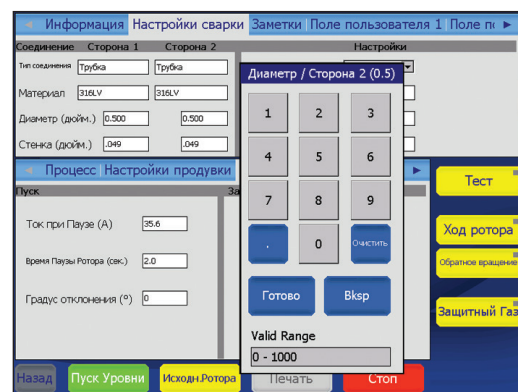 Информация Настройки сварки Заметки Поле пользователя 1
Соединение Сторона 1 Сторона 2 Настройки
Тип соединения Трубка Трубка
Материал 316LV 316LV
Диаметр (дюйм.) 0.500 0.500
Стенка (дюйм.) .049 .049
Диаметр / Сторона 2 (0.5)
1 2 3
4 5 6
7 8 9
. 0 Очистить
Готово Bksp
Valid Range
0 - 1000
Процесс Настройки продувки
Пуск За
Ток при Паузе (А) 35.6
Время Паузы Ротора (сек.) 2.0
Градус отклонения (°) 0
Тест
Ход ротора
Обратное вращение
Защитный Газ
Назад Пуск Уровни Исходн.Ротора Печать Стоп